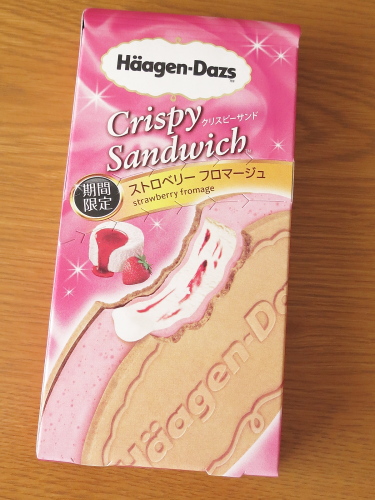 Häagen-Dazs
Crispy
クリスピーサンド
Sandwich
期間
限定
ストロベリー フロマージュ
strawberry fromage
Häagen-Da